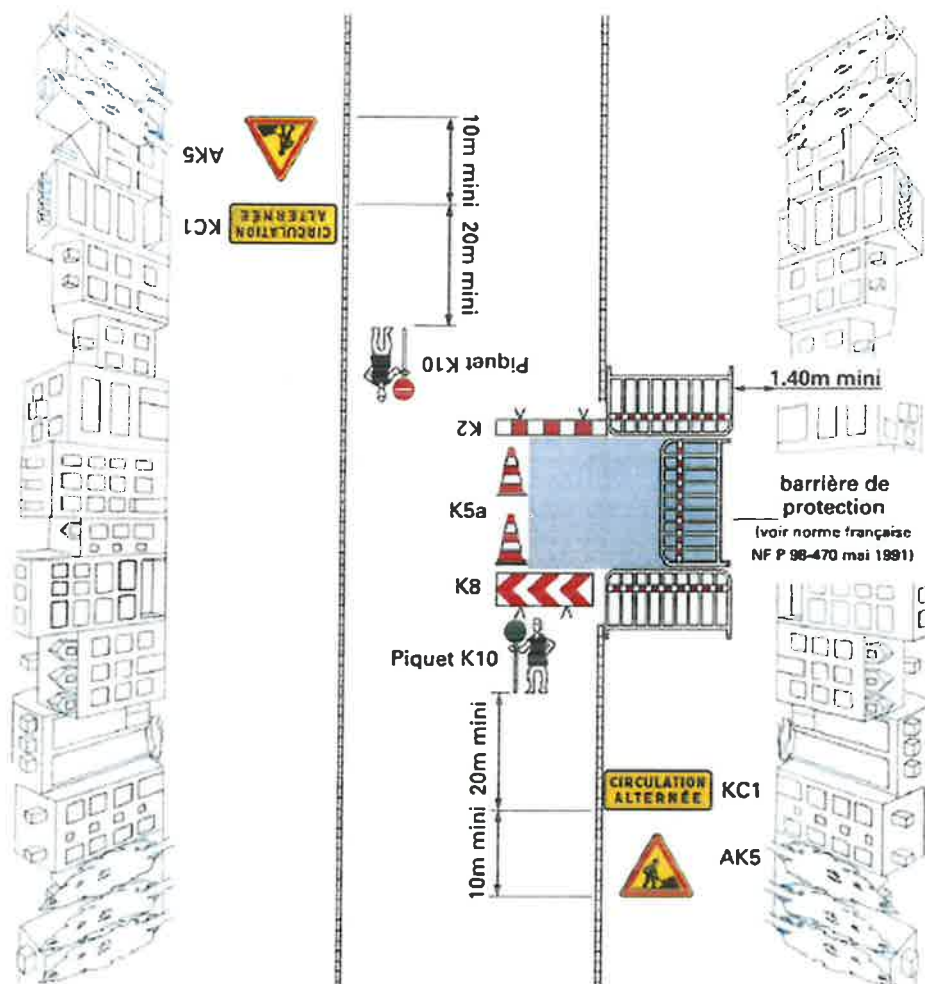 10m mini
AK5
KC1
CIRCULATION
ALTERNÉE
20m mini
Piquet K10
1.40m mini
K2
barrière de
protection
(voir norme française
NF P 98-470 mai 1991)
K5a
K8
Piquet K10
20m mini
CIRCULATION
ALTERNÉE
KC1
10m mini
AK5